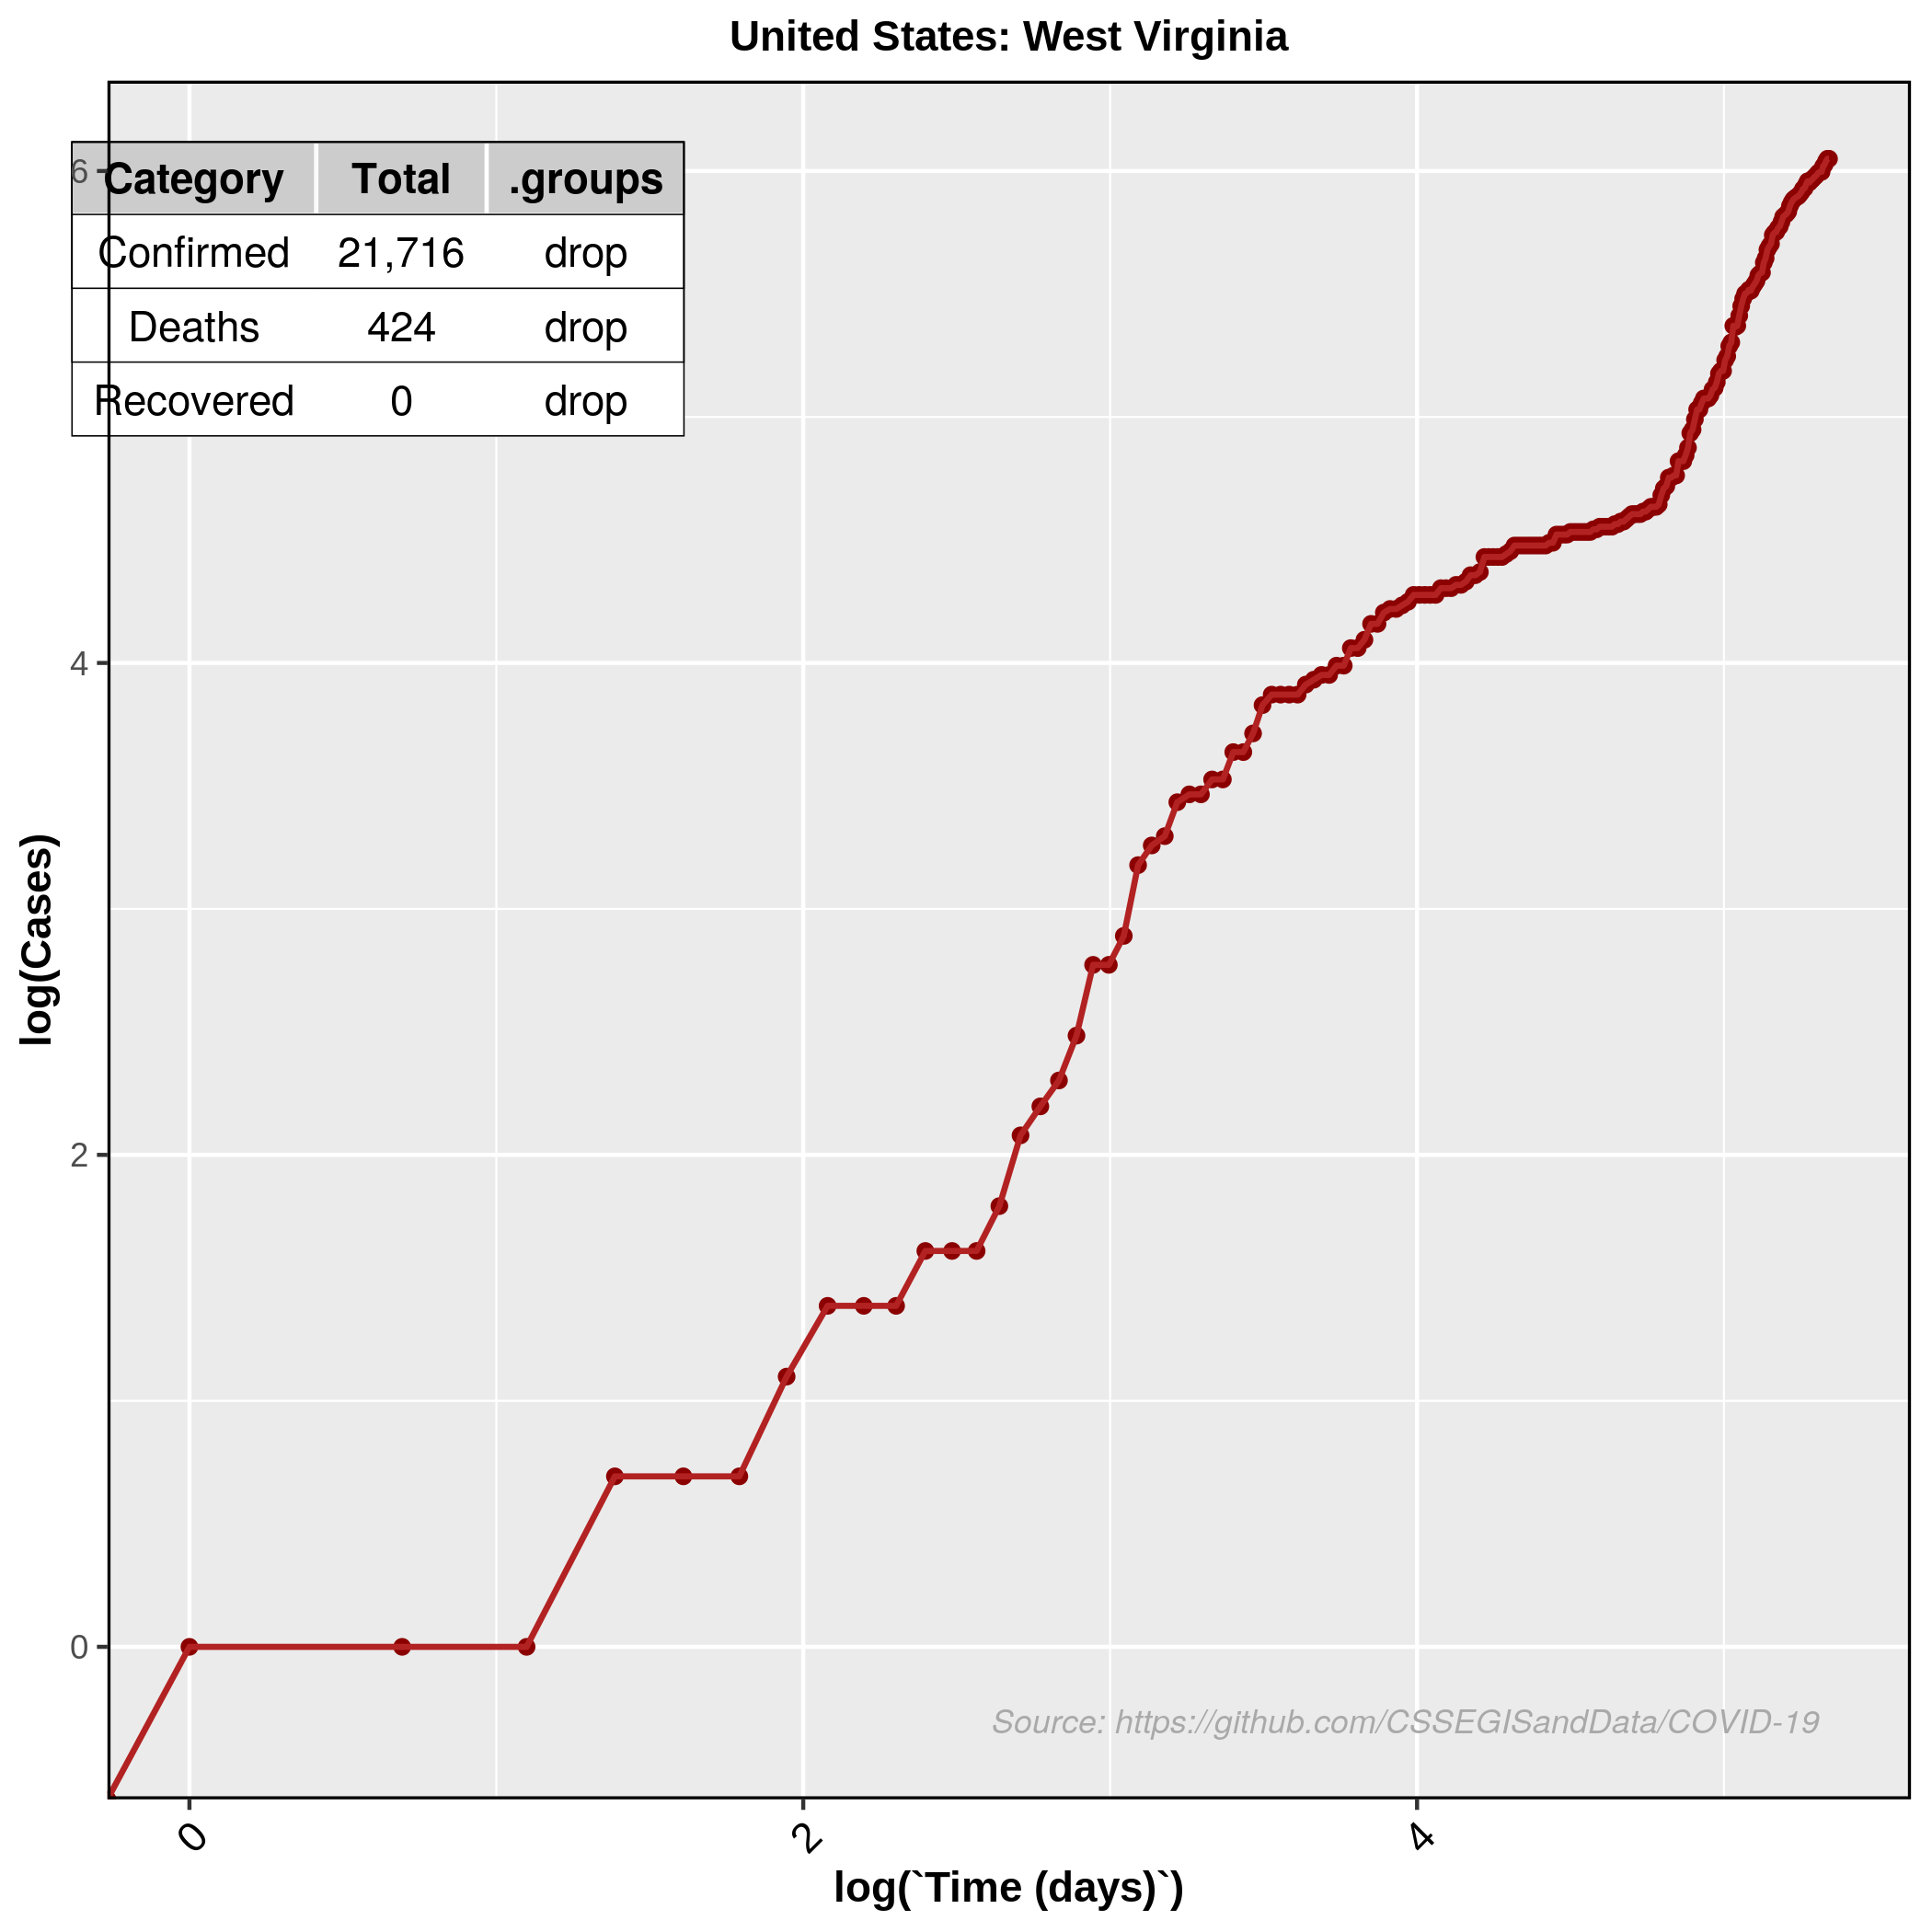 United States: West Virginia
Category Total .groups
Confirmed 21,716 drop
Deaths 424 drop
Recovered 0 drop
6
4
2
0
log(Cases)
Source: https://github.com/CSSEGISandData/COVID-19
0 2 4
log(`Time (days)`)